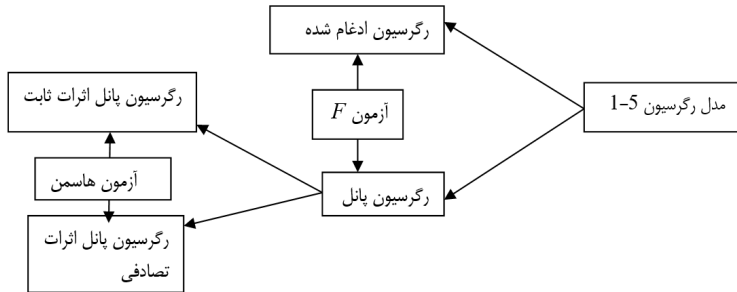 رگرسیون ادغام شده
رگرسیون پانل اثرات ثابت
مدل رگرسیون 5-1
آزمون F
آزمون هاسمن
رگرسیون پانل
رگرسیون پانل اثرات
تصادفی